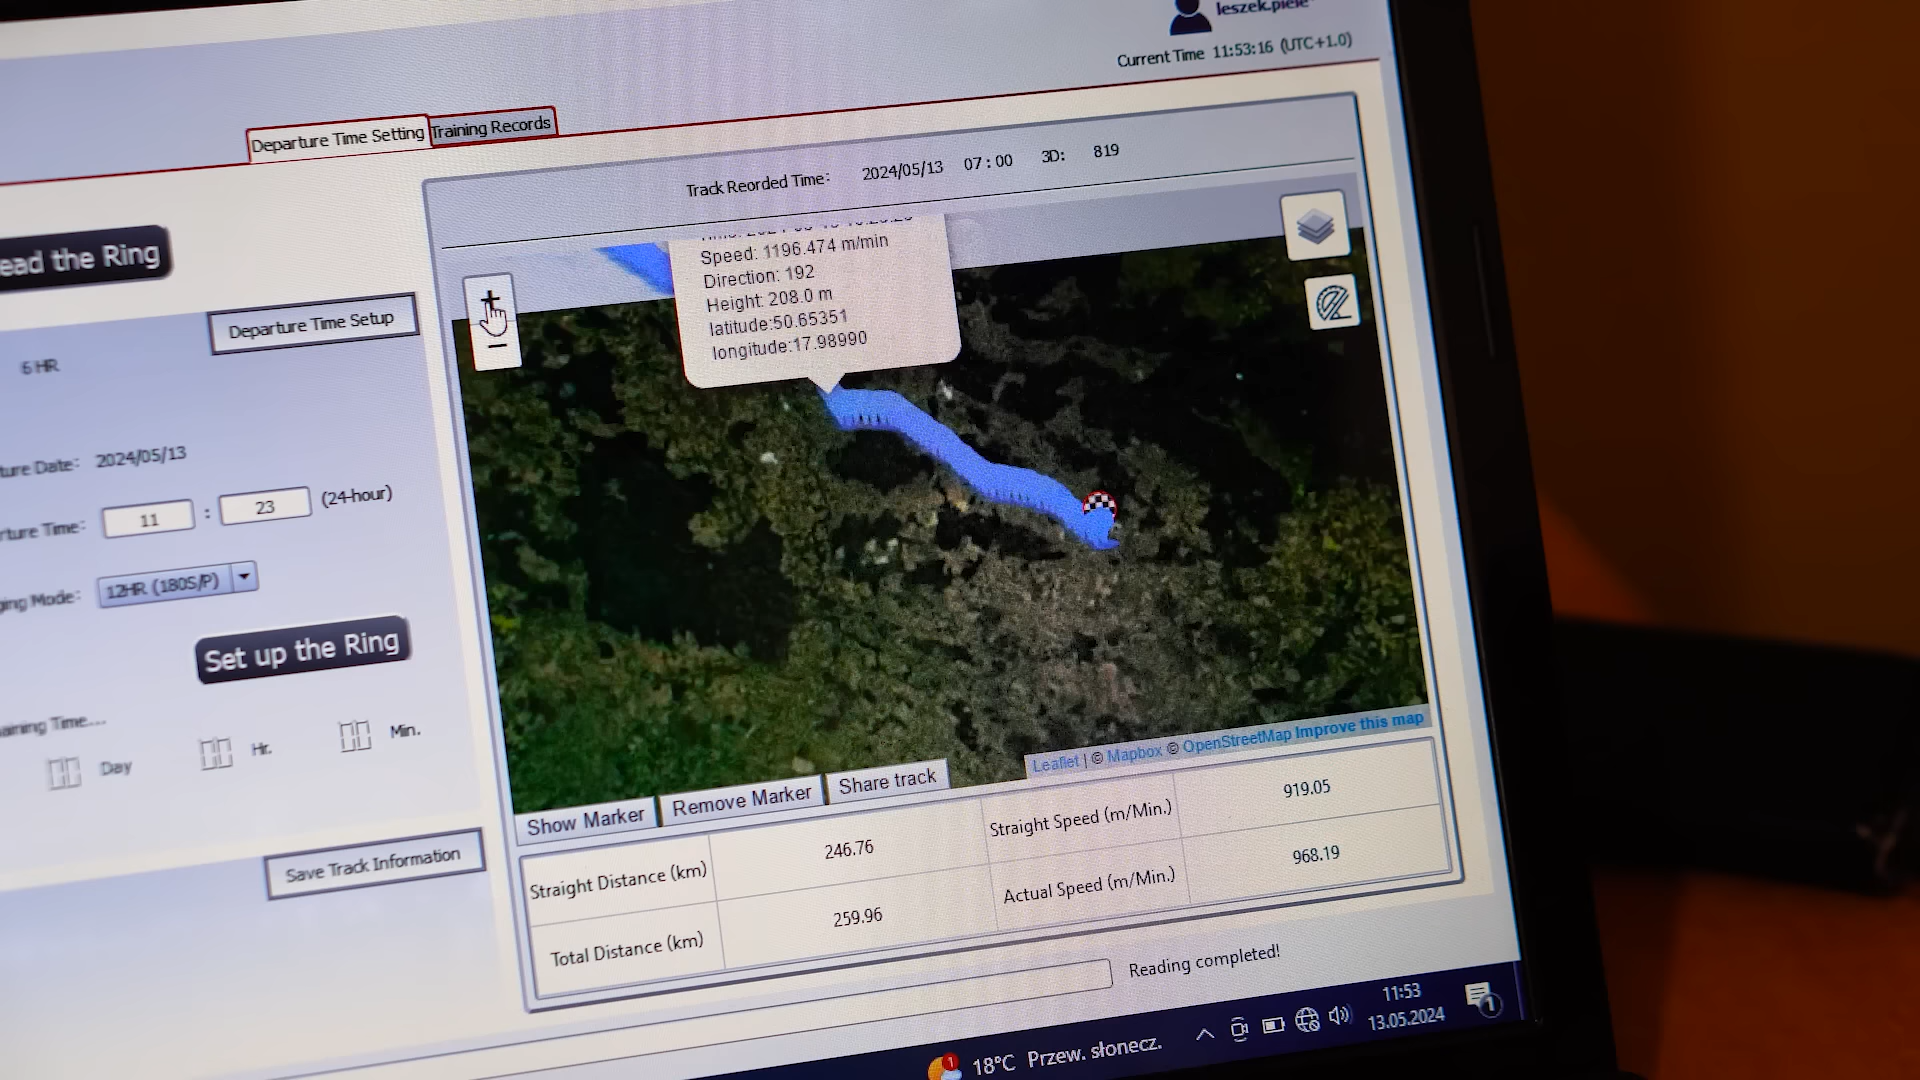 Current Time 11:53:16 (UTC+1.0)
Departure Time Setting
Training Records
Track Reorded Time: 2024/05/13 07 : 00 3D: 819
ead the Ring
Departure Time Setup
6 HR
ture Date: 2024/05/13
rture Time: 11 : 23 (24-hour)
ging Mode: 12HR (180S/P)
Set up the Ring
aining Time....
Day Hr. Min.
Save Track Information
+
−
Speed: 1196.474 m/min
Direction: 192
Height: 208.0 m
latitude:50.65351
longitude:17.98990
Leaflet | © Mapbox © OpenStreetMap Improve this map
Show Marker
Remove Marker
Share track
Straight Distance (km) 246.76 Straight Speed (m/Min.) 919.05
Total Distance (km) 259.96 Actual Speed (m/Min.) 968.19
Reading completed!
1 18°C Przew. słonecz.
11:53
13.05.2024
1